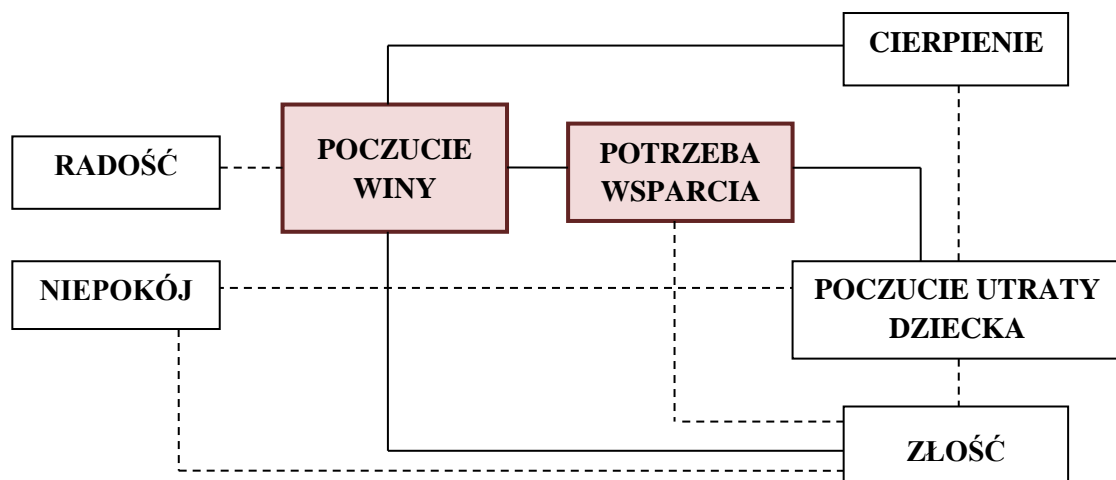 CIERPIENIE
RADOŚĆ
POCZUCIE
WINY
POTRZEBA
WSPARCIA
NIEPOKÓJ
POCZUCIE UTRATY
DZIECKA
ZŁOŚĆ